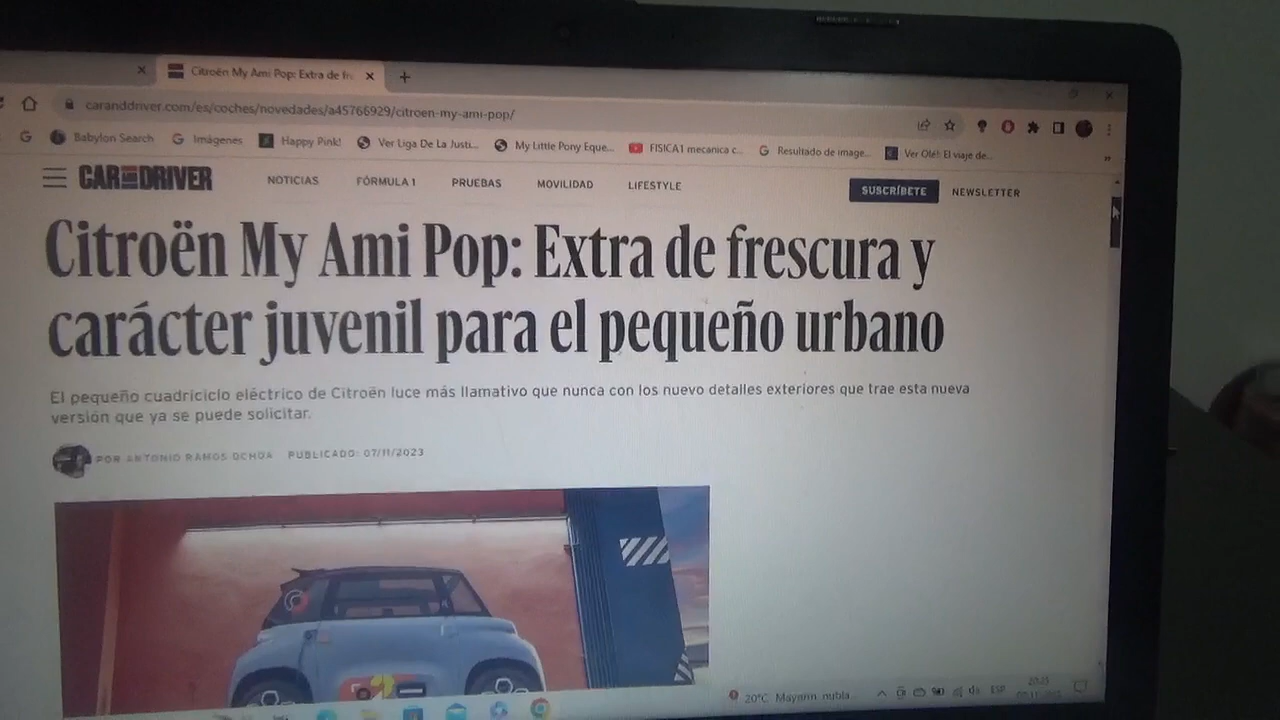 Citroën My Ami Pop: Extra de fr
caranddriver.com/es/coches/novedades/a45766929/citroen-my-ami-pop/
Babylon Search Imágenes Happy Pink! Ver Liga De La Justi... My Little Pony Eque... FISICA1 mecanica c... Resultado de image... Ver Olé!: El viaje de...
CAR AND DRIVER NOTICIAS FÓRMULA 1 PRUEBAS MOVILIDAD LIFESTYLE SUSCRÍBETE NEWSLETTER
Citroën My Ami Pop: Extra de frescura y
carácter juvenil para el pequeño urbano
El pequeño cuadriciclo eléctrico de Citroën luce más llamativo que nunca con los nuevo detalles exteriores que trae esta nueva
versión que ya se puede solicitar.
POR ANTONIO RAMOS OCHOA PUBLICADO: 07/11/2023
20°C Mayorm. nubla... ESP